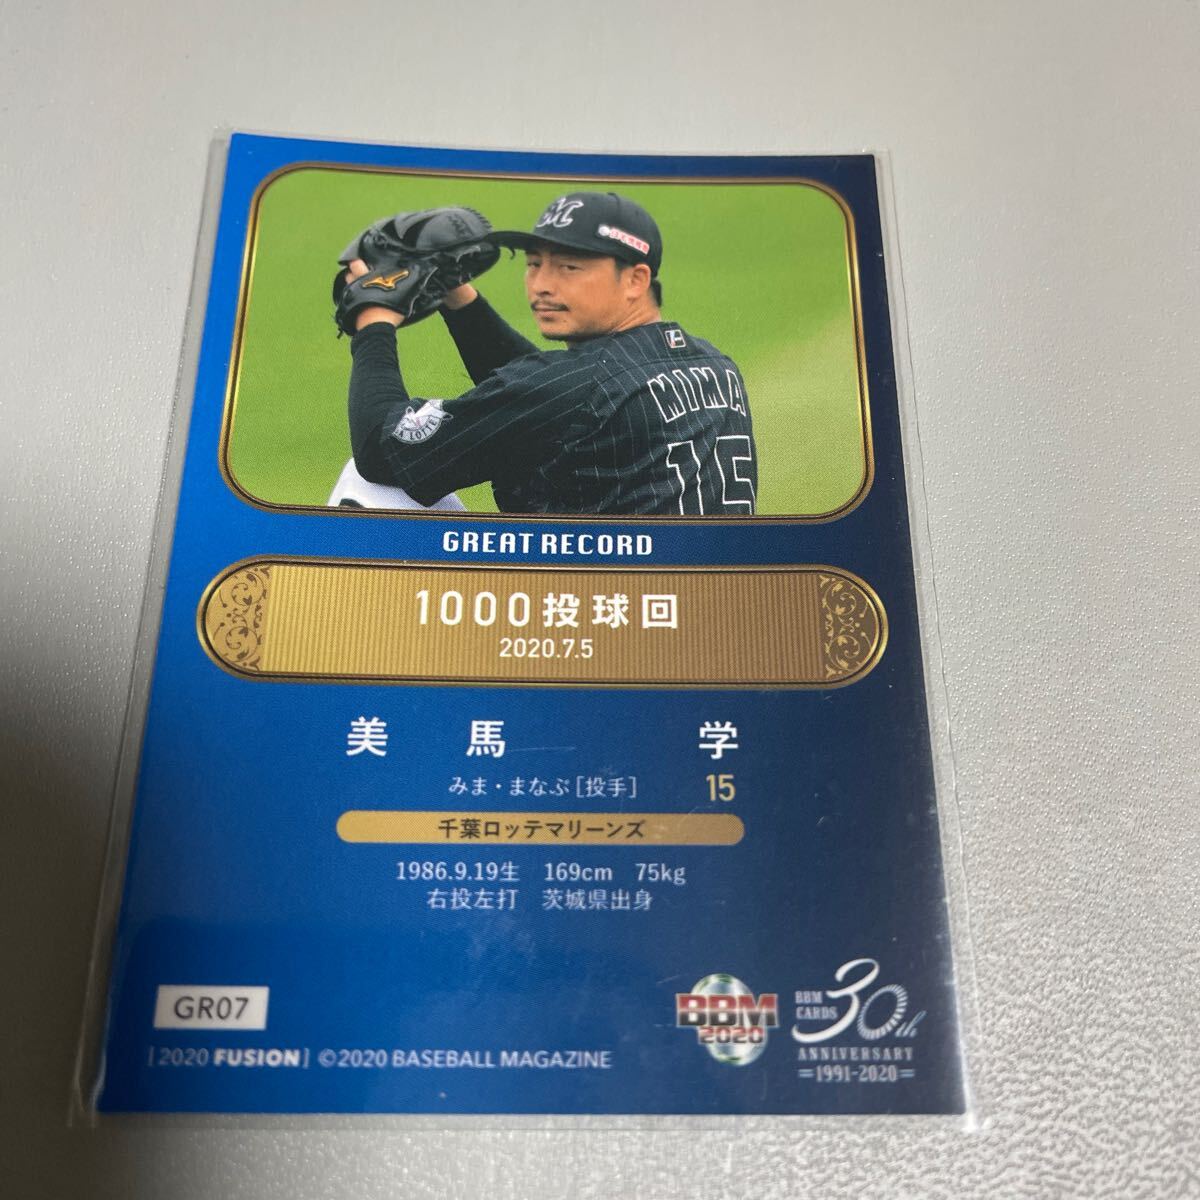 M
MIMA
15
A LOTTE
GREAT RECORD
1000投球回
2020.7.5
美馬 学
みま・まなぶ[投手] 15
千葉ロッテマリーンズ
1986.9.19生 169cm 75kg
右投左打 茨城県出身
GR07
BBM
2020
BBM
CARDS
30th
ANNIVERSARY
=1991-2020=
[2020 FUSION] ©2020 BASEBALL MAGAZINE